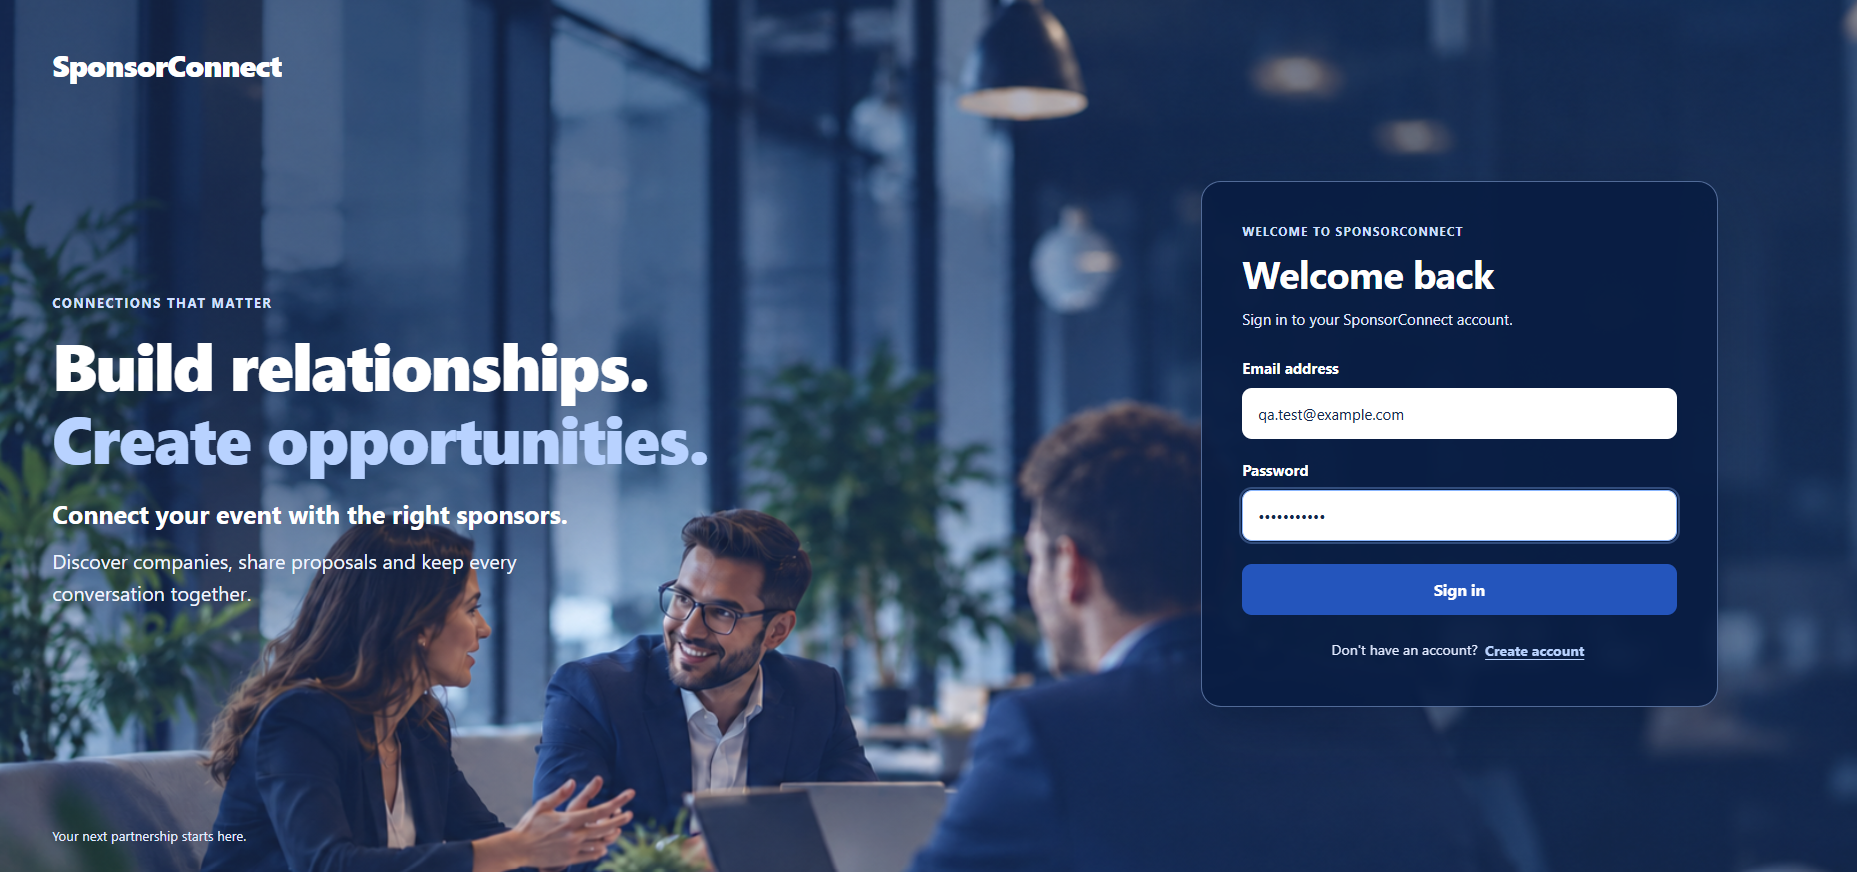 SponsorConnect
CONNECTIONS THAT MATTER
Build relationships.
Create opportunities.
Connect your event with the right sponsors.
Discover companies, share proposals and keep every
conversation together.
Your next partnership starts here.
WELCOME TO SPONSORCONNECT
Welcome back
Sign in to your SponsorConnect account.
Email address
qa.test@example.com
Password
•••••••••••
Sign in
Don't have an account? Create account